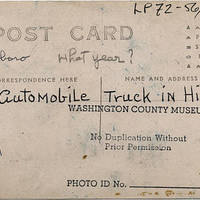 LP72-56
POST CARD
boro what year?
CORRESPONDENCE HERE NAME AND ADDRESS
Automobile Truck in Hi
WASHINGTON COUNTY MUSEU
No Duplication Without
Prior Permission
PHOTO ID No.